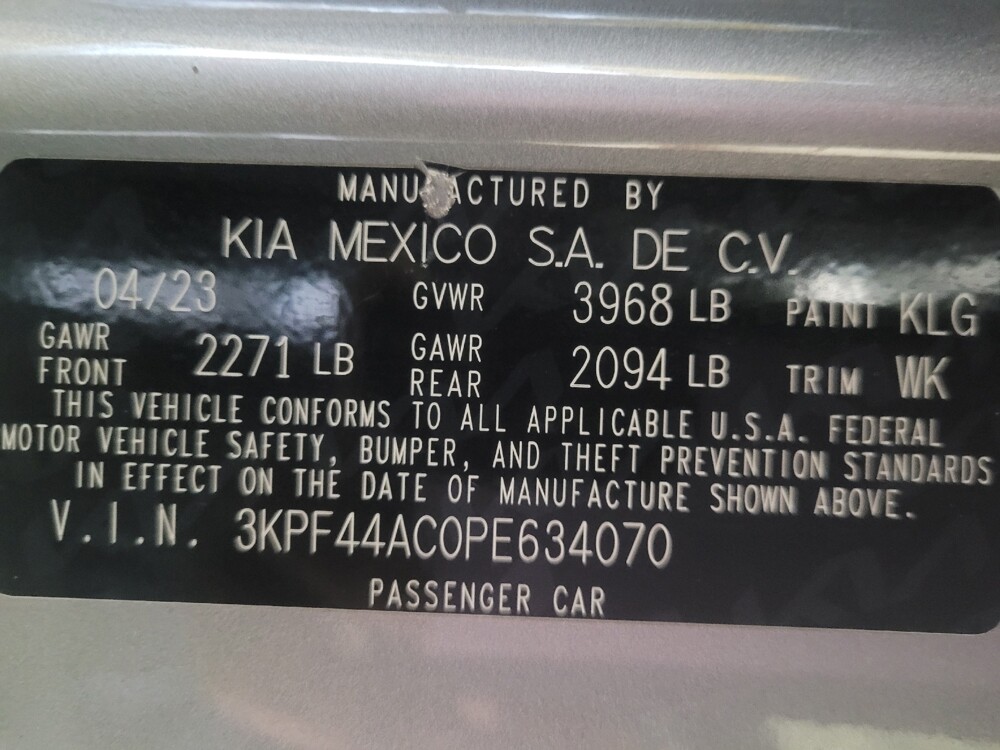 MANUFACTURED BY
KIA MEXICO S.A. DE C.V.
04/23 GVWR 3968 LB PAINT KLG
GAWR FRONT 2271 LB GAWR REAR 2094 LB TRIM WK
THIS VEHICLE CONFORMS TO ALL APPLICABLE U.S.A. FEDERAL
MOTOR VEHICLE SAFETY, BUMPER, AND THEFT PREVENTION STANDARDS
IN EFFECT ON THE DATE OF MANUFACTURE SHOWN ABOVE.
V.I.N. 3KPF44AC0PE634070
PASSENGER CAR